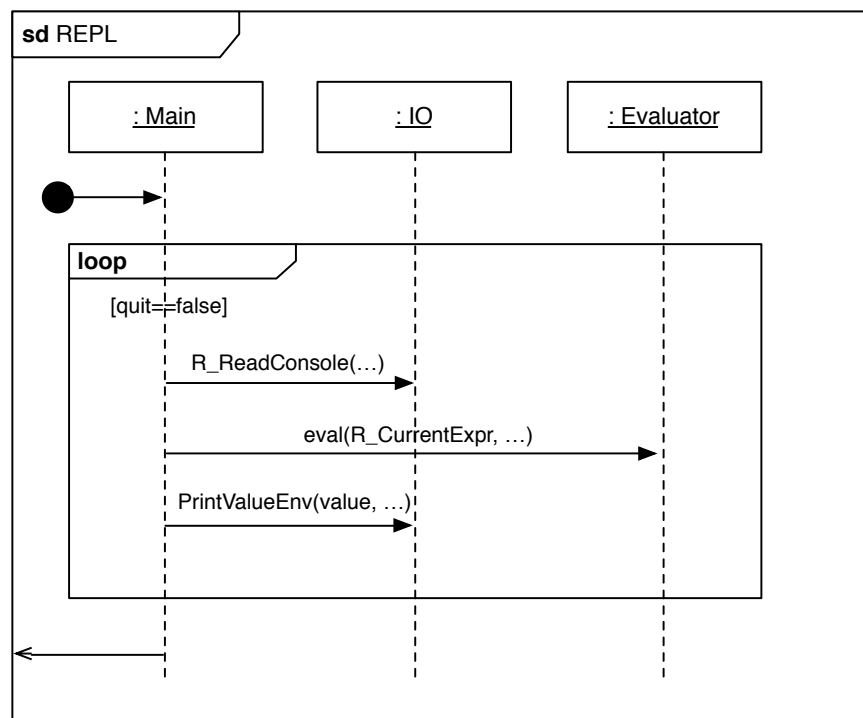 sd REPL
: Main
: IO
: Evaluator
loop
[quit==false]
R_ReadConsole(…)
eval(R_CurrentExpr, …)
PrintValueEnv(value, …)